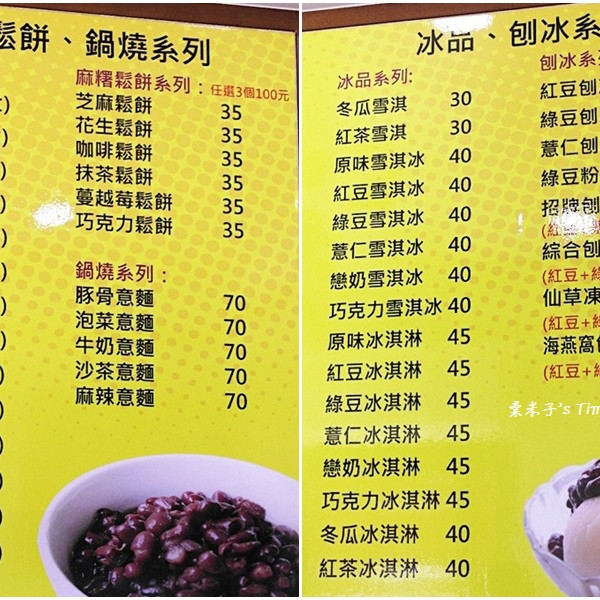 鬆餅、鍋燒系列
麻糬鬆餅系列：任選3個100元
芝麻鬆餅 35
花生鬆餅 35
咖啡鬆餅 35
抹茶鬆餅 35
蔓越莓鬆餅 35
巧克力鬆餅 35
鍋燒系列：
豚骨意麵 70
泡菜意麵 70
牛奶意麵 70
沙茶意麵 70
麻辣意麵 70
冰品、刨冰系
冰品系列:
冬瓜雪淇 30
紅茶雪淇 30
原味雪淇冰 40
紅豆雪淇冰 40
綠豆雪淇冰 40
薏仁雪淇冰 40
戀奶雪淇冰 40
巧克力雪淇冰 40
原味冰淇淋 45
紅豆冰淇淋 45
綠豆冰淇淋 45
薏仁冰淇淋 45
戀奶冰淇淋 45
巧克力冰淇淋 45
冬瓜冰淇淋 40
紅茶冰淇淋 40
刨冰系
紅豆刨
綠豆刨
薏仁刨
綠豆粉
招牌刨
(紅
綜合刨
(紅豆+
仙草凍
(紅豆+
海燕窩
(紅豆+
粟米子's Tim